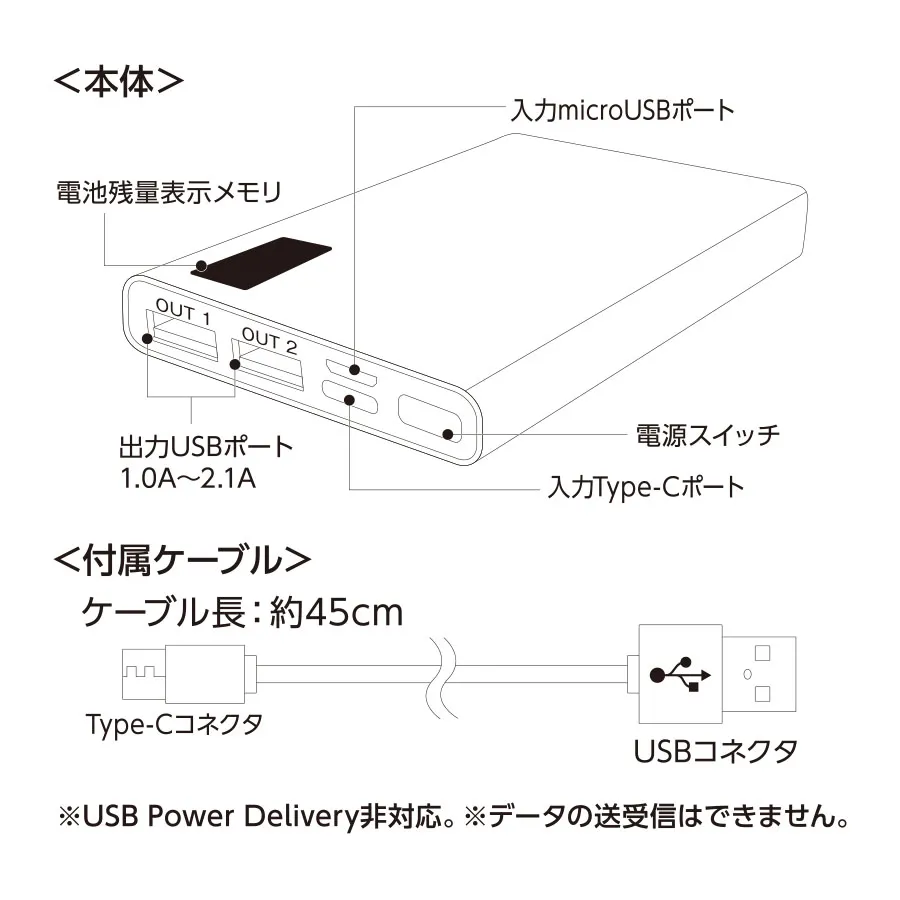 ＜本体＞
入力microUSBポート
電池残量表示メモリ
OUT 1
OUT 2
出力USBポート
1.0A～2.1A
電源スイッチ
入力Type-Cポート
＜付属ケーブル＞
ケーブル長：約45cm
Type-Cコネクタ
USBコネクタ
※USB Power Delivery非対応。※データの送受信はできません。